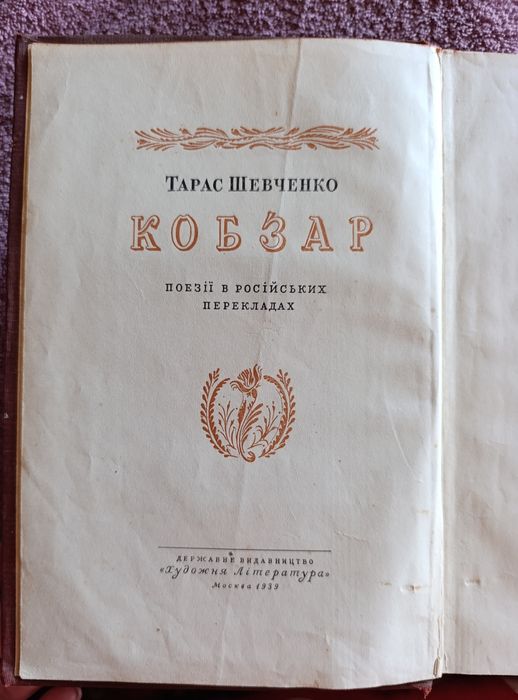 ТАРАС ШЕВЧЕНКО
КОБЗАР
ПОЕЗІЇ В РОСІЙСЬКИХ
ПЕРЕКЛАДАХ
ДЕРЖАВНЕ ВИДАВНИЦТВО
«Художня Література»
Москва 1939